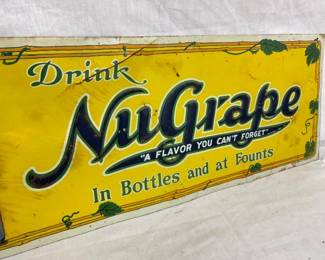 Drink
NuGrape
"A FLAVOR YOU CAN'T FORGET"
In Bottles and at Founts